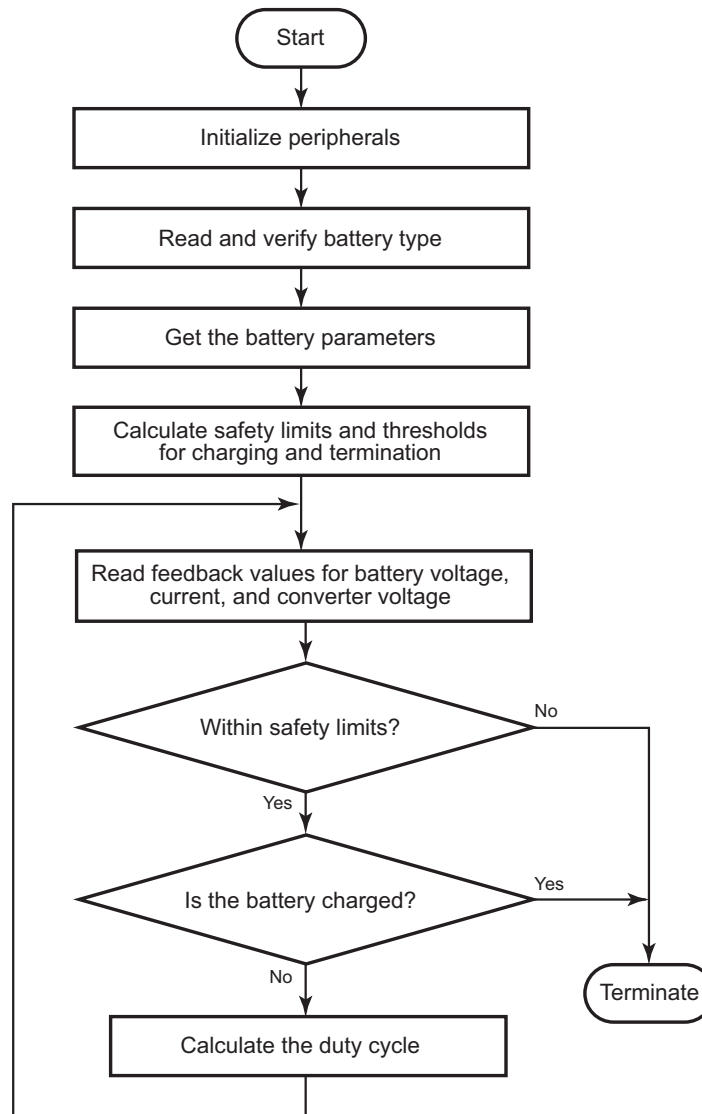 Start
Initialize peripherals
Read and verify battery type
Get the battery parameters
Calculate safety limits and thresholds
for charging and termination
Read feedback values for battery voltage,
current, and converter voltage
Within safety limits?
No
Yes
Is the battery charged?
Yes
No
Terminate
Calculate the duty cycle